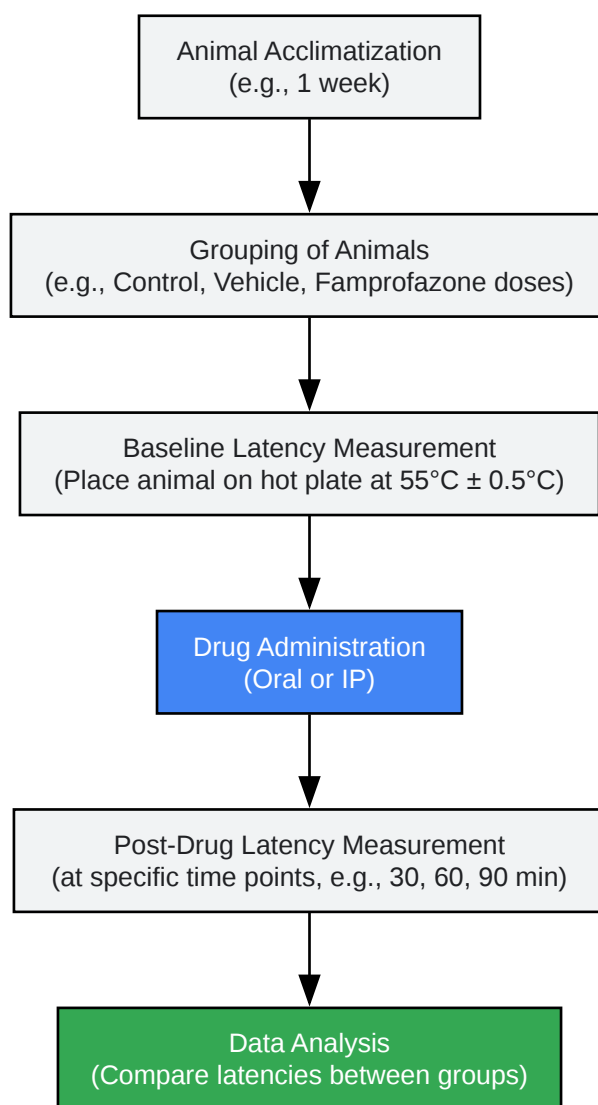 Animal Acclimatization
(e.g., 1 week)
Grouping of Animals
(e.g., Control, Vehicle, Famprofazone doses)
Baseline Latency Measurement
(Place animal on hot plate at 55°C ± 0.5°C)
Drug Administration
(Oral or IP)
Post-Drug Latency Measurement
(at specific time points, e.g., 30, 60, 90 min)
Data Analysis
(Compare latencies between groups)